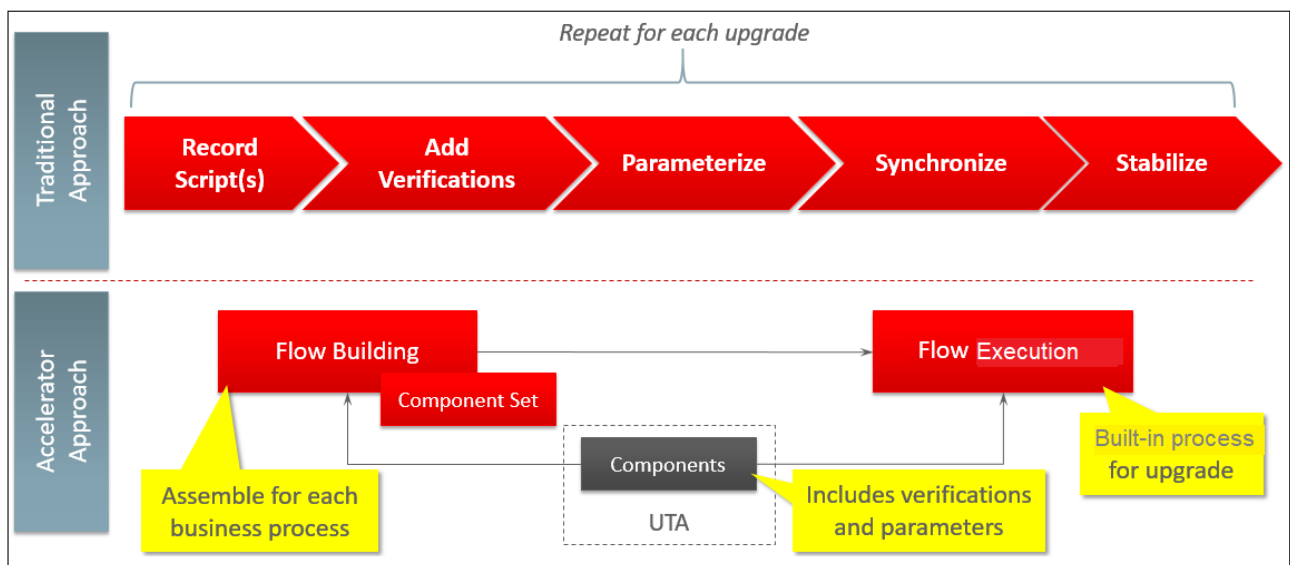 Repeat for each upgrade
Traditional
Approach
Record
Script(s)
Add
Verifications
Parameterize
Synchronize
Stabilize
Accelerator
Approach
Flow Building
Component Set
Flow Execution
Components
UTA
Assemble for each
business process
Includes verifications
and parameters
Built-in process
for upgrade